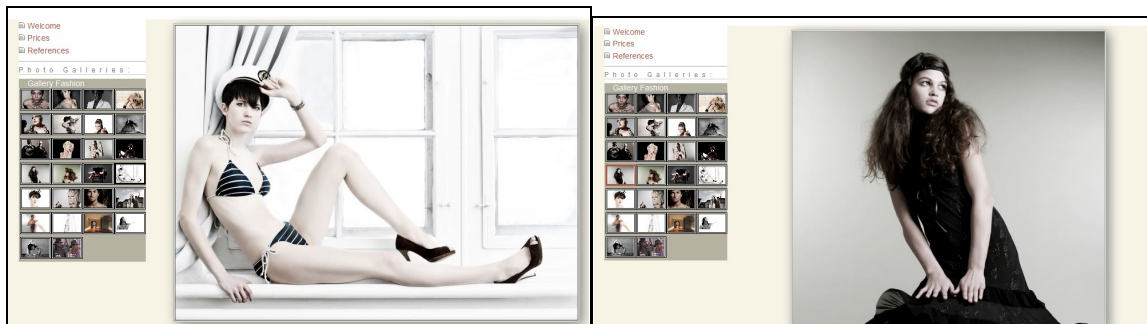 Welcome
Prices
References
Photo Galleries:
Gallery Fashion
Welcome
Prices
References
Photo Galleries:
Gallery Fashion